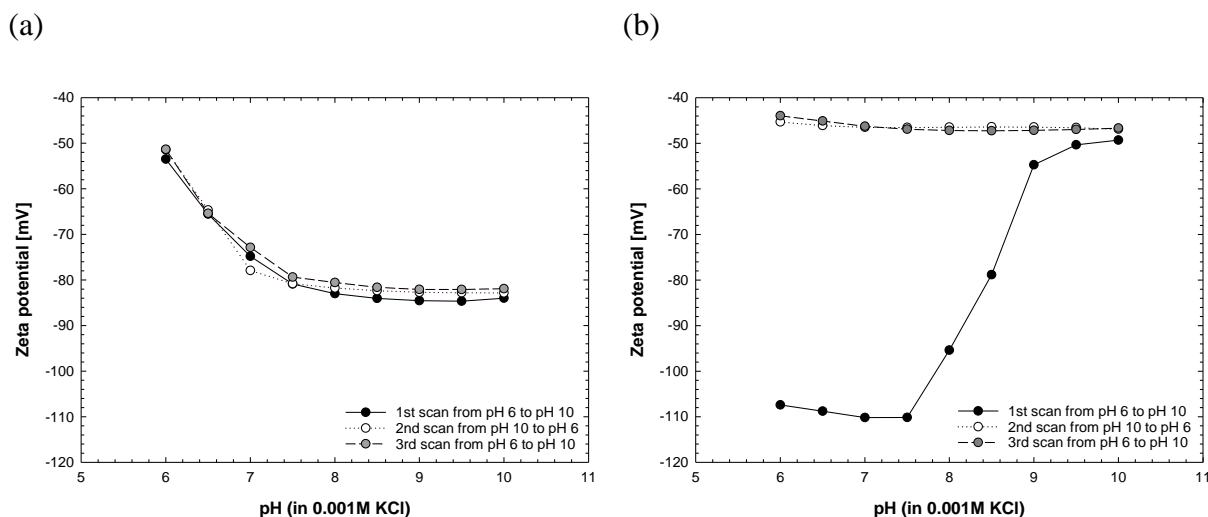 (a)
-40
-50
-60
-70
-80
-90
-100
-110
-120
Zeta potential [mV]
1st scan from pH 6 to pH 10
2nd scan from pH 10 to pH 6
3rd scan from pH 6 to pH 10
5 6 7 8 9 10 11
pH (in 0.001M KCl)
(b)
-40
-50
-60
-70
-80
-90
-100
-110
-120
Zeta potential [mV]
1st scan from pH 6 to pH 10
2nd scan from pH 10 to pH 6
3rd scan from pH 6 to pH 10
5 6 7 8 9 10 11
pH (in 0.001M KCl)